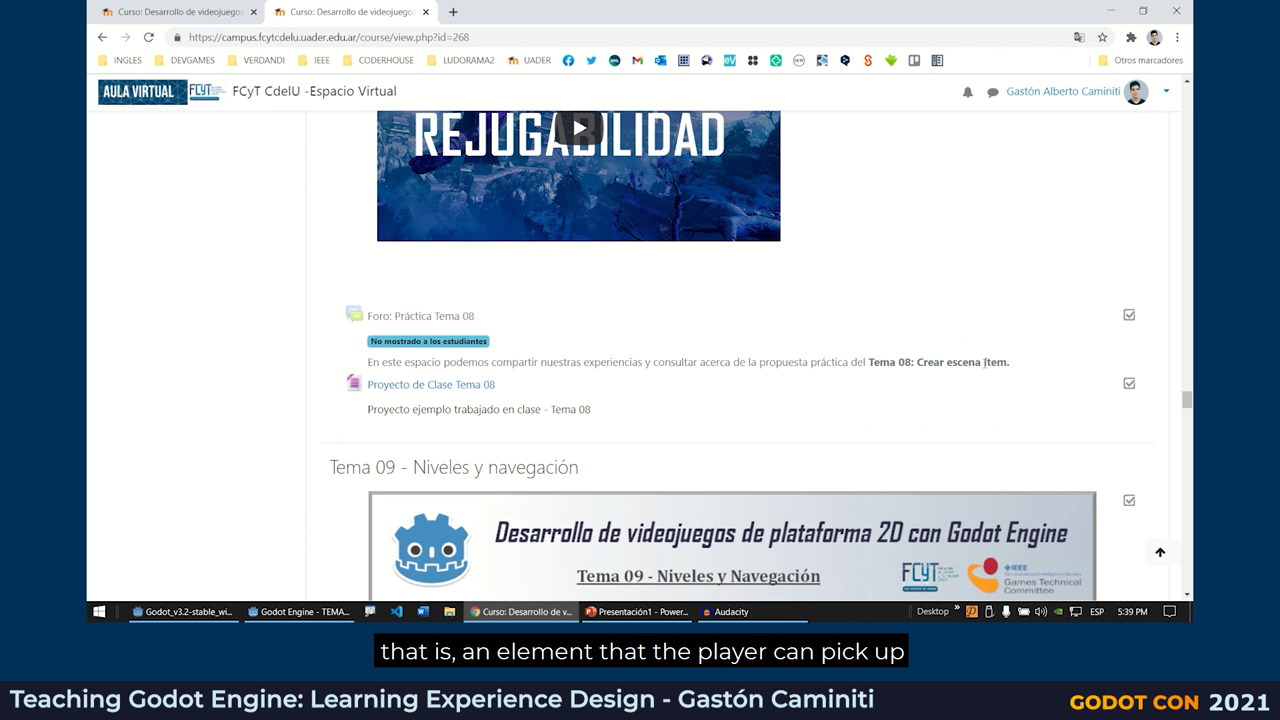 Curso: Desarrollo de videojuegos
Curso: Desarrollo de videojuegos
https://campus.fcytcdelu.uader.edu.ar/course/view.php?id=268
INGLES
DEVGAMES
VERDANDI
IEEE
CODERHOUSE
LUDORAMA2
UADER
Otros marcadores
AULA VIRTUAL
FCyT
FCyT CdelU -Espacio Virtual
Gastón Alberto Caminiti
REJUGABILIDAD
Foro: Práctica Tema 08
No mostrado a los estudiantes
En este espacio podemos compartir nuestras experiencias y consultar acerca de la propuesta práctica del Tema 08: Crear escena ítem.
Proyecto de Clase Tema 08
Proyecto ejemplo trabajado en clase - Tema 08
Tema 09 - Niveles y navegación
Desarrollo de videojuegos de plataforma 2D con Godot Engine
Tema 09 - Niveles y Navegación
FCyT
IEEE
Games Technical
Committee
Godot_v3.2-stable_wi...
Godot Engine - TEMA...
Curso: Desarrollo de v...
Presentación1 - Power...
Audacity
Desktop
ESP
5:39 PM
that is, an element that the player can pick up
Teaching Godot Engine: Learning Experience Design - Gastón Caminiti
GODOT CON 2021